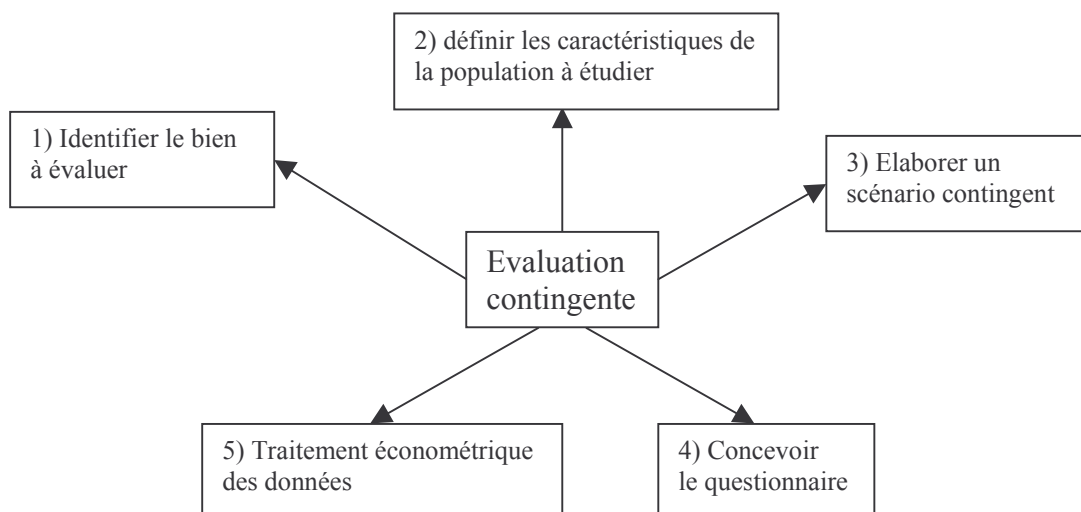 2) définir les caractéristiques de
la population à étudier
1) Identifier le bien
à évaluer
3) Elaborer un
scénario contingent
Evaluation
contingente
5) Traitement économétrique
des données
4) Concevoir
le questionnaire